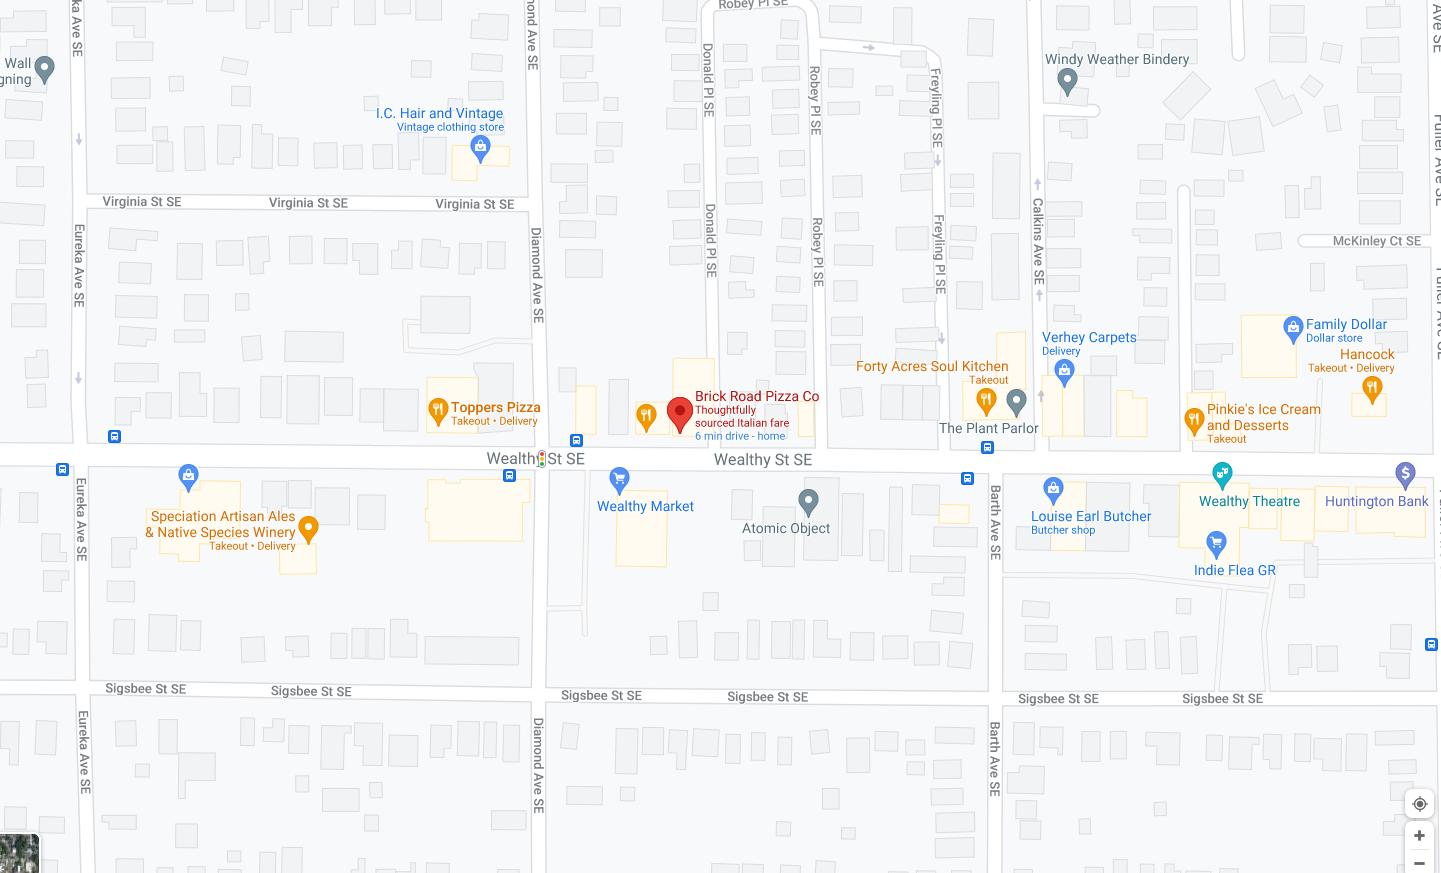 Robey Pl SE
ka Ave SE
mond Ave SE
Ave SE
Wall
gning
Windy Weather Bindery
Donald Pl SE
Robey Pl SE
Freyling Pl SE
I.C. Hair and Vintage
Vintage clothing store
Fuller Ave SE
Virginia St SE
Virginia St SE
Virginia St SE
Eureka Ave SE
Diamond Ave SE
Donald Pl SE
Robey Pl SE
Freyling Pl SE
Calkins Ave SE
McKinley Ct SE
Fuller Ave SE
Family Dollar
Dollar store
Verhey Carpets
Delivery
Hancock
Takeout • Delivery
Forty Acres Soul Kitchen
Takeout
Brick Road Pizza Co
Thoughtfully
sourced Italian fare
6 min drive - home
Toppers Pizza
Takeout • Delivery
Pinkie's Ice Cream
and Desserts
Takeout
The Plant Parlor
Wealthy St SE
Wealthy St SE
Eureka Ave SE
Barth Ave SE
Wealthy Market
Wealthy Theatre
Huntington Bank
Speciation Artisan Ales
& Native Species Winery
Takeout • Delivery
Atomic Object
Louise Earl Butcher
Butcher shop
Indie Flea GR
Sigsbee St SE
Sigsbee St SE
Sigsbee St SE
Sigsbee St SE
Sigsbee St SE
Sigsbee St SE
Eureka Ave SE
Diamond Ave SE
Barth Ave SE